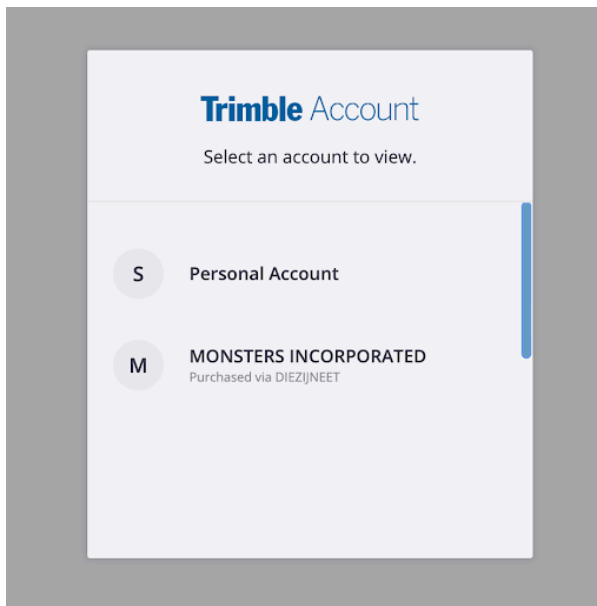 Trimble Account
Select an account to view.
S
Personal Account
M
MONSTERS INCORPORATED
Purchased via DIEZIJNEET